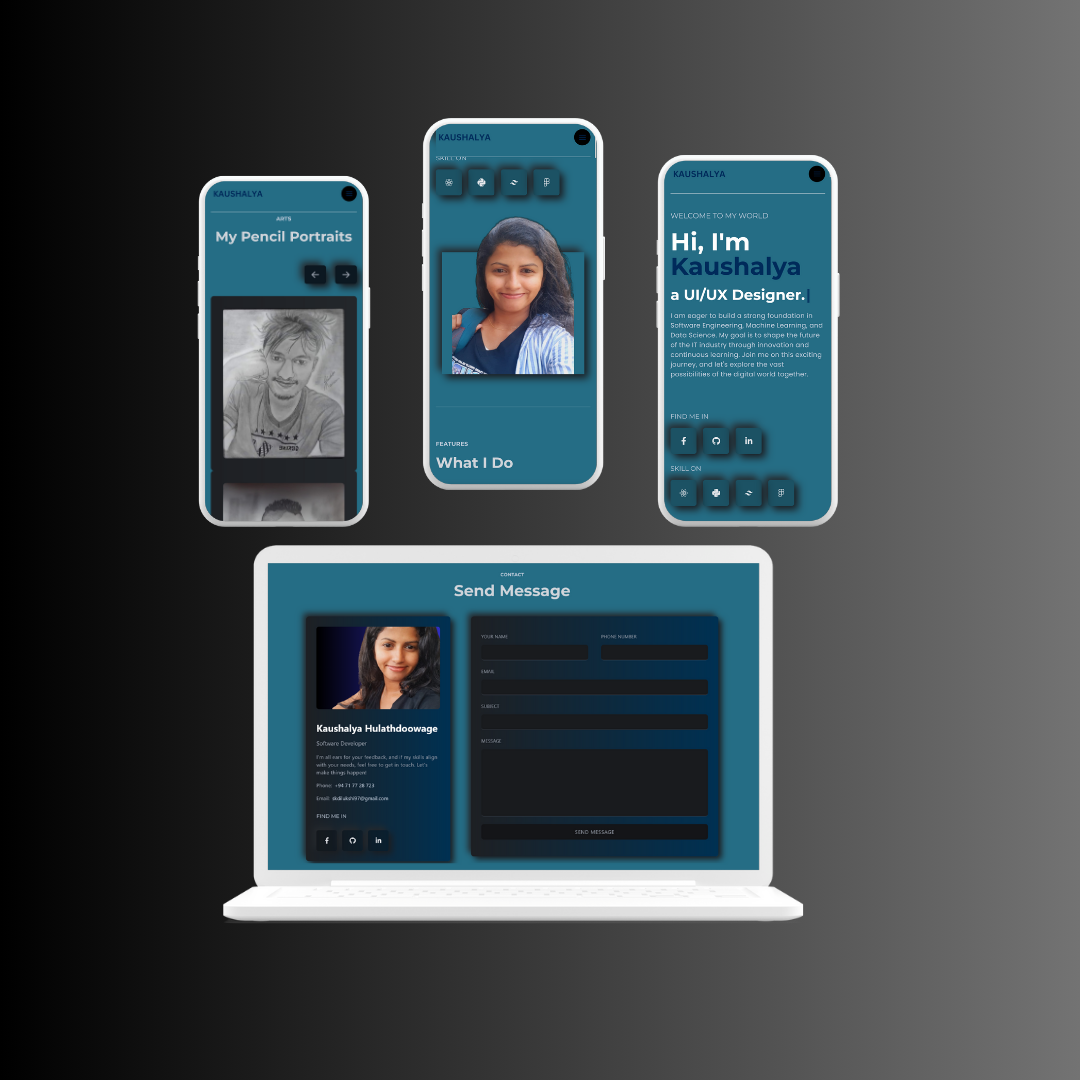 KAUSHALYA
ARTS
My Pencil Portraits
KAUSHALYA
SKILL ON
FEATURES
What I Do
KAUSHALYA
WELCOME TO MY WORLD
Hi, I'm
Kaushalya
a UI/UX Designer.
I am eager to build a strong foundation in
Software Engineering, Machine Learning, and
Data Science. My goal is to shape the future
of the IT industry through innovation and
continuous learning. Join me on this exciting
journey, and let's explore the vast
possibilities of the digital world together.
FIND ME IN
SKILL ON
CONTACT
Send Message
Kaushalya Hulathdoowage
Software Developer
I'm all ears for your feedback, and if my skills align
with your needs, feel free to get in touch. Let's
make things happen!
Phone: +94 71 77 28 723
Email:
FIND ME IN
YOUR NAME
PHONE NUMBER
EMAIL
SUBJECT
MESSAGE
SEND MESSAGE